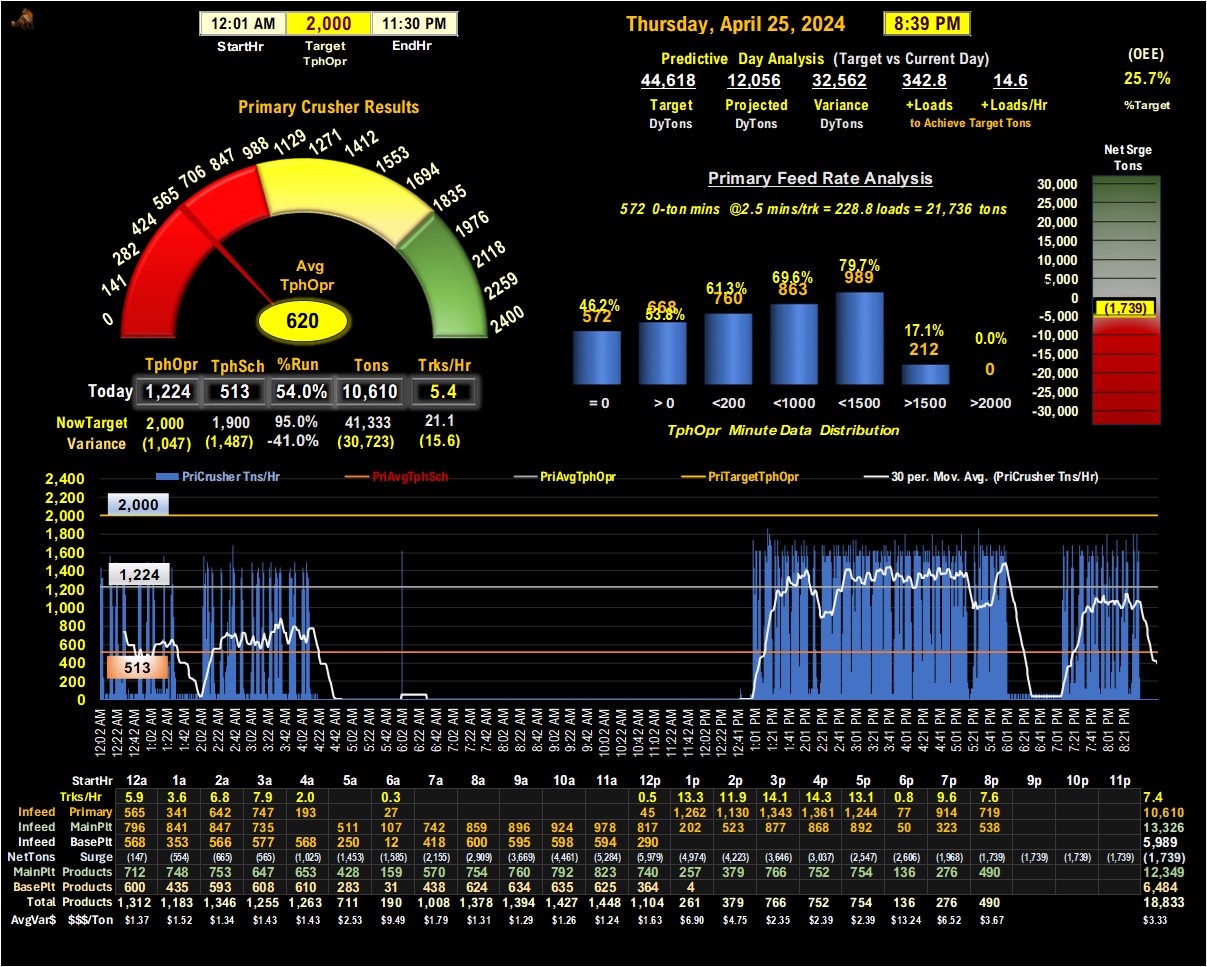 12:01 AM 2,000 11:30 PM
StartHr Target EndHr
TphOpr
Thursday, April 25, 2024 8:39 PM
Predictive Day Analysis (Target vs Current Day)
44,618 12,056 32,562 342.8 14.6
Target Projected Variance +Loads +Loads/Hr
DyTons DyTons DyTons to Achieve Target Tons
(OEE)
25.7%
%Target
Primary Crusher Results
0 141 282 424 565 706 847 988 1129 1271 1412 1553 1694 1835 1976 2118 2259 2400
Avg
TphOpr
620
TphOpr TphSch %Run Tons Trks/Hr
Today 1,224 513 54.0% 10,610 5.4
NowTarget 2,000 1,900 95.0% 41,333 21.1
Variance (1,047) (1,487) -41.0% (30,723) (15.6)
Primary Feed Rate Analysis
572 0-ton mins @2.5 mins/trk = 228.8 loads = 21,736 tons
46.2% 53.8% 61.3% 69.6% 79.7% 17.1% 0.0%
572 668 760 863 989 212 0
= 0 > 0 <200 <1000 <1500 >1500 >2000
TphOpr Minute Data Distribution
Net Srge
Tons
30,000
25,000
20,000
15,000
10,000
5,000
0
(1,739)
-5,000
-10,000
-15,000
-20,000
-25,000
-30,000
PriCrusher Tns/Hr PriAvgTphSch PriAvgTphOpr PriTargetTphOpr 30 per. Mov. Avg. (PriCrusher Tns/Hr)
2,400
2,200
2,000
1,800
1,600
1,400
1,200
1,000
800
600
400
200
0
2,000
1,224
513
12:02 AM 12:22 AM 12:42 AM 1:02 AM 1:22 AM 1:42 AM 2:02 AM 2:22 AM 2:42 AM 3:02 AM 3:22 AM 3:42 AM 4:02 AM 4:22 AM 4:42 AM 5:02 AM 5:22 AM 5:42 AM 6:02 AM 6:22 AM 6:42 AM 7:02 AM 7:22 AM 7:42 AM 8:02 AM 8:22 AM 8:42 AM 9:02 AM 9:22 AM 9:42 AM 10:02 AM 10:22 AM 10:42 AM 11:02 AM 11:22 AM 11:42 AM 12:02 PM 12:22 PM 12:41 PM 1:01 PM 1:21 PM 1:41 PM 2:01 PM 2:21 PM 2:41 PM 3:01 PM 3:21 PM 3:41 PM 4:01 PM 4:21 PM 4:41 PM 5:01 PM 5:21 PM 5:41 PM 6:01 PM 6:21 PM 6:41 PM 7:01 PM 7:21 PM 7:41 PM 8:01 PM 8:21 PM
StartHr 12a 1a 2a 3a 4a 5a 6a 7a 8a 9a 10a 11a 12p 1p 2p 3p 4p 5p 6p 7p 8p 9p 10p 11p
Trks/Hr 5.9 3.6 6.8 7.9 2.0 0.3 0.5 13.3 11.9 14.1 14.3 13.1 0.8 9.6 7.6 7.4
Infeed Primary 565 341 642 747 193 27 45 1,262 1,130 1,343 1,361 1,244 77 914 719 10,610
Infeed MainPlt 796 841 847 735 511 107 742 859 896 924 978 817 202 523 877 868 892 50 323 538 13,326
Infeed BasePlt 568 353 566 577 568 250 12 418 600 595 598 594 290 5,989
NetTons Surge (147) (554) (665) (565) (1,025) (1,453) (1,585) (2,155) (2,909) (3,669) (4,461) (5,284) (5,979) (4,974) (4,223) (3,646) (3,037) (2,547) (2,606) (1,968) (1,739) (1,739) (1,739) (1,739) (1,739)
MainPlt Products 712 748 753 647 653 428 159 570 754 760 792 823 740 257 379 766 752 754 136 276 490 12,349
BasePlt Products 600 435 593 608 610 283 31 438 624 634 635 625 364 4 6,484
Total Products 1,312 1,183 1,346 1,255 1,263 711 190 1,008 1,378 1,394 1,427 1,448 1,104 261 379 766 752 754 136 276 490 18,833
AvgVar$ $$$/Ton $1.37 $1.52 $1.34 $1.43 $1.43 $2.53 $9.49 $1.79 $1.31 $1.29 $1.26 $1.24 $1.63 $6.90 $4.75 $2.35 $2.39 $2.39 $13.24 $6.52 $3.67 $3.33